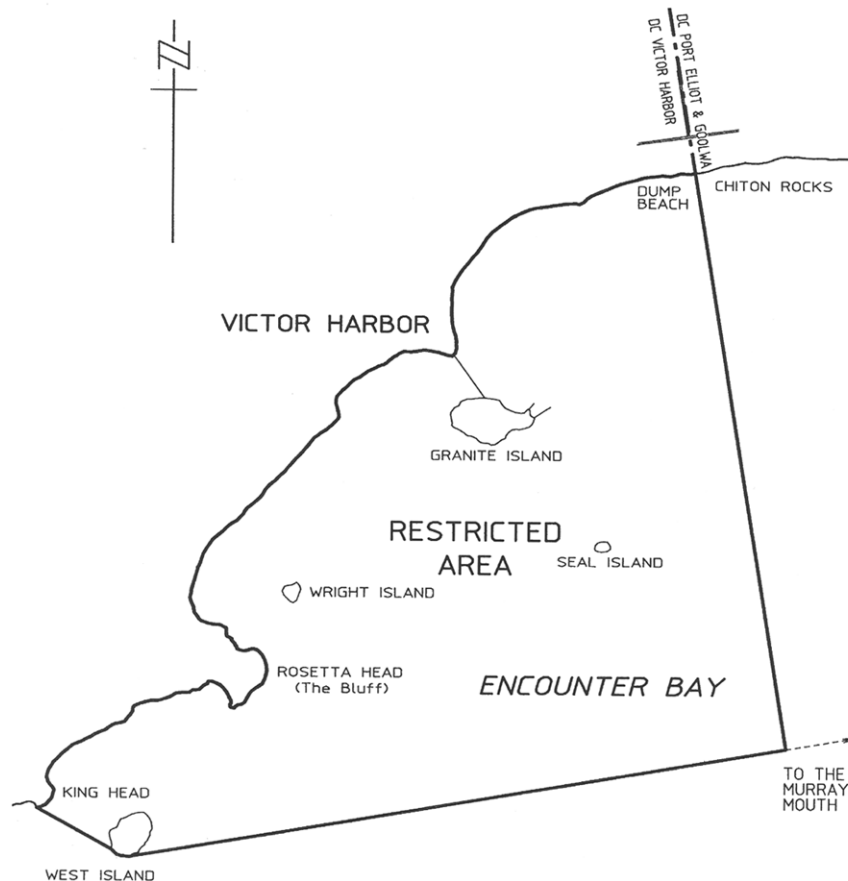 N
DC PORT ELLIOT & GOOLWA
DC VICTOR HARBOR
DUMP
BEACH
CHITON ROCKS
VICTOR HARBOR
GRANITE ISLAND
RESTRICTED
AREA
SEAL ISLAND
WRIGHT ISLAND
ROSETTA HEAD
(The Bluff)
ENCOUNTER BAY
KING HEAD
TO THE
MURRAY
MOUTH
WEST ISLAND